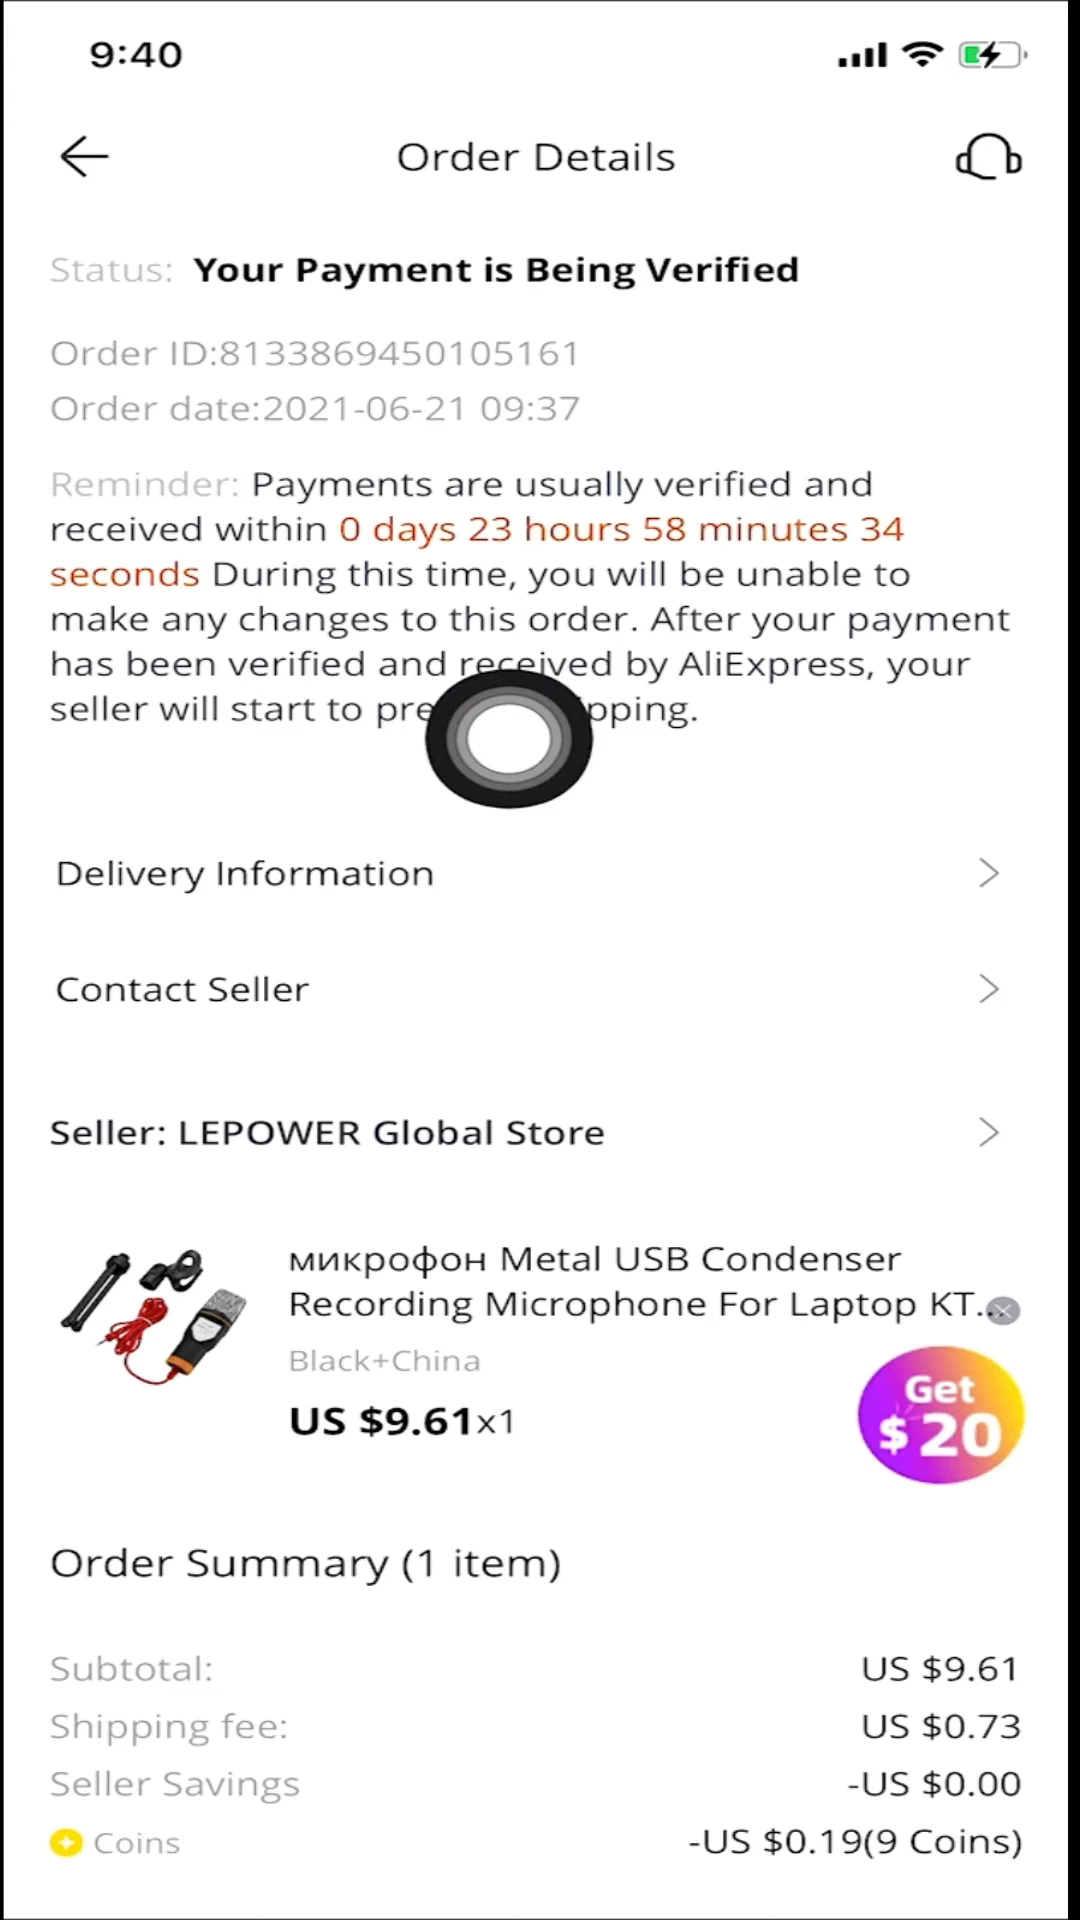 9:40
Order Details
Status: Your Payment is Being Verified
Order ID:8133869450105161
Order date:2021-06-21 09:37
Reminder: Payments are usually verified and
received within 0 days 23 hours 58 minutes 34
seconds During this time, you will be unable to
make any changes to this order. After your payment
has been verified and received by AliExpress, your
seller will start to
Delivery Information
Contact Seller
Seller: LEPOWER Global Store
микрофон Metal USB Condenser
Recording Microphone For Laptop KT...
Black+China
US $9.61x1
Get
$20
Order Summary (1 item)
Subtotal: US $9.61
Shipping fee: US $0.73
Seller Savings -US $0.00
Coins -US $0.19(9 Coins)